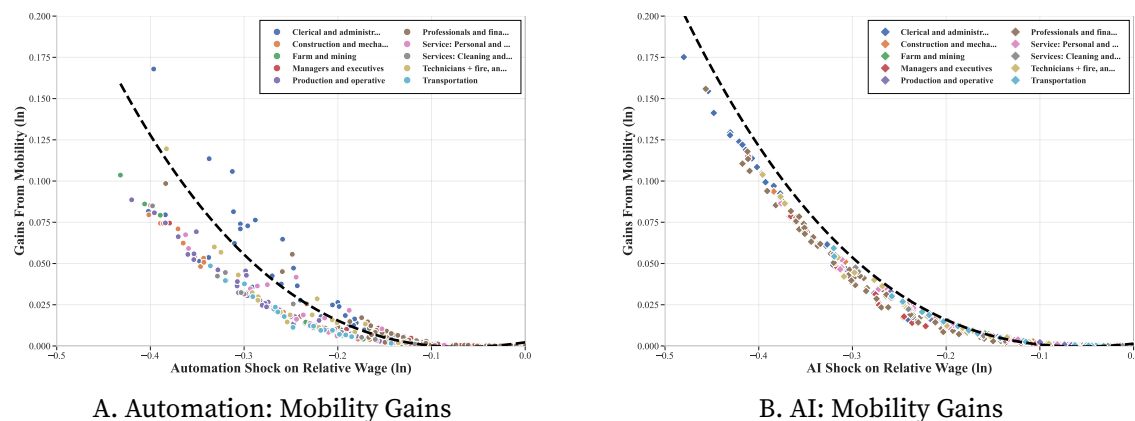 0.200
0.175
0.150
0.125
0.100
0.075
0.050
0.025
0.000
Gains From Mobility (ln)
Clerical and administr...
Construction and mecha...
Farm and mining
Managers and executives
Production and operative
Professionals and fina...
Service: Personal and ...
Services: Cleaning and...
Technicians + fire, an...
Transportation
−0.5
−0.4
−0.3
−0.2
−0.1
0.0
Automation Shock on Relative Wage (ln)
A. Automation: Mobility Gains
0.200
0.175
0.150
0.125
0.100
0.075
0.050
0.025
0.000
Gains From Mobility (ln)
Clerical and administr...
Construction and mecha...
Farm and mining
Managers and executives
Production and operative
Professionals and fina...
Service: Personal and ...
Services: Cleaning and...
Technicians + fire, an...
Transportation
−0.5
−0.4
−0.3
−0.2
−0.1
0.0
AI Shock on Relative Wage (ln)
B. AI: Mobility Gains